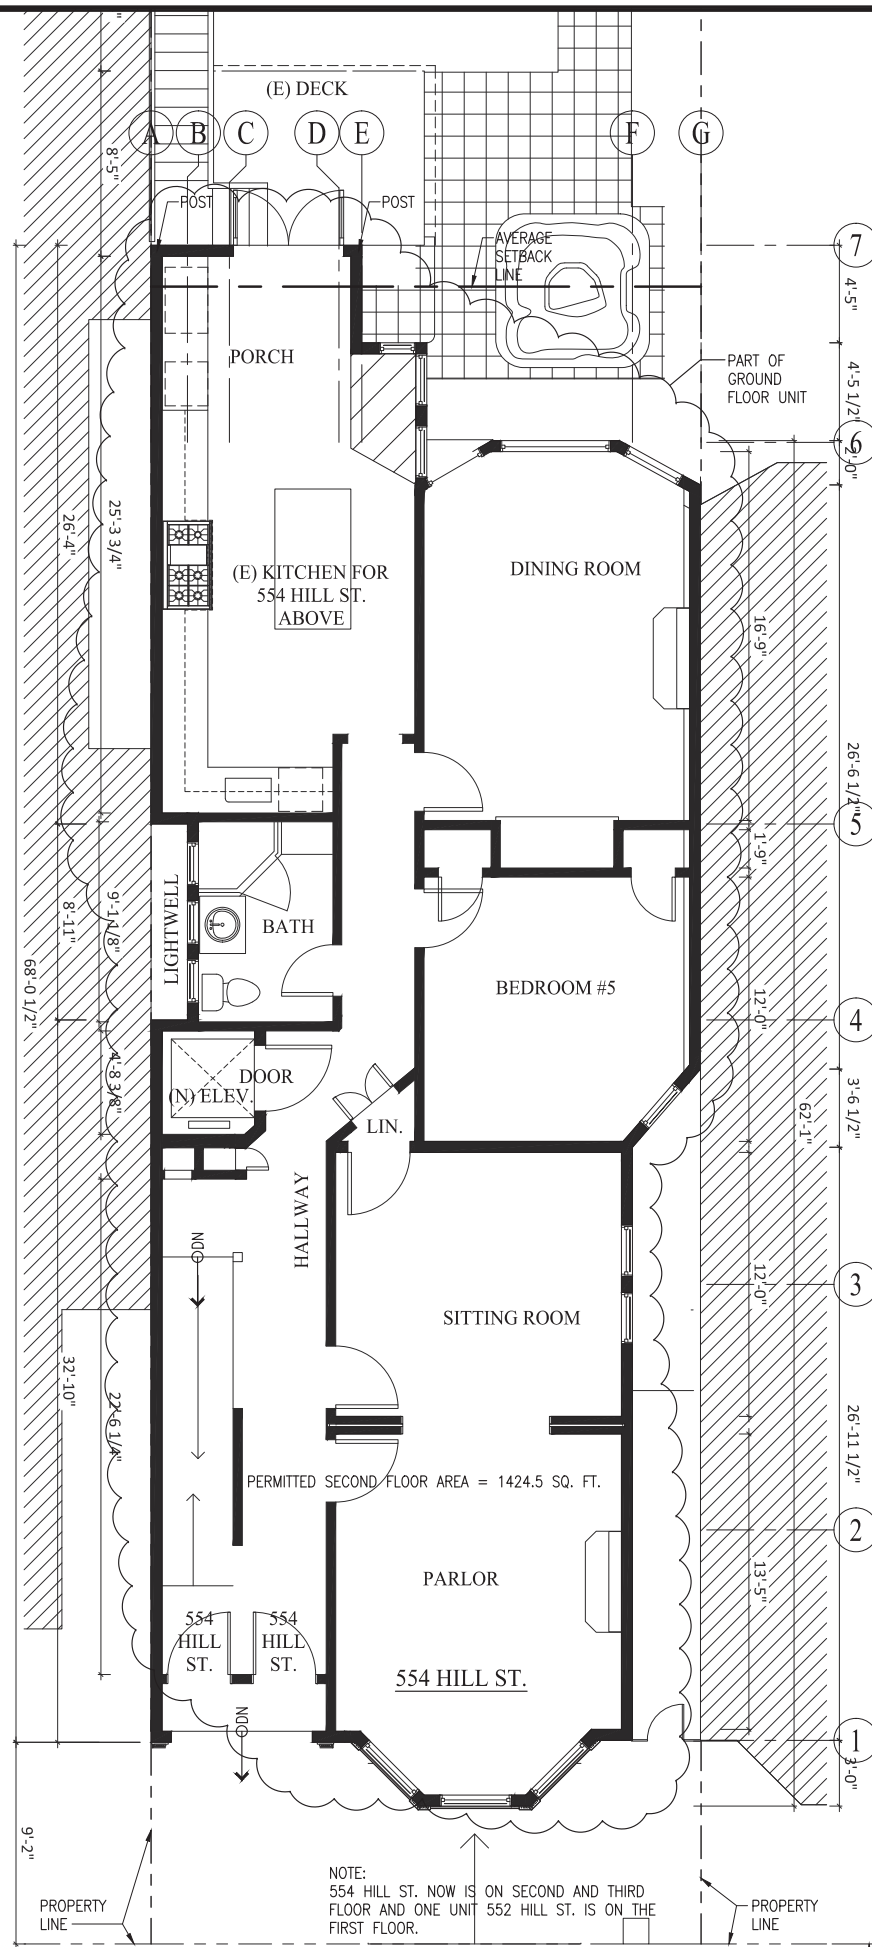 (E) DECK
A
B
C
D
E
F
G
8'-5"
POST
POST
AVERAGE
SETBACK
LINE
7
4'-5"
PORCH
PART OF
GROUND
FLOOR UNIT
4'-5 1/2"
6
2'-0"
25'-3 3/4"
26'-4"
(E) KITCHEN FOR
554 HILL ST.
ABOVE
DINING ROOM
16'-9"
26'-6 1/2"
5
1'-9"
LIGHTWELL
9'-1 1/8"
8'-11"
68'-0 1/2"
BATH
BEDROOM #5
12'-0"
4
DOOR
(N) ELEV.
4'-8 3/8"
LIN.
3'-6 1/2"
62'-1"
HALLWAY
DN
3
12'-0"
SITTING ROOM
32'-10"
22'-6 1/4"
26'-11 1/2"
PERMITTED SECOND FLOOR AREA = 1424.5 SQ. FT.
2
PARLOR
13'-5"
554
HILL
ST.
554
HILL
ST.
554 HILL ST.
DN
1
3'-0"
9'-2"
NOTE:
554 HILL ST. NOW IS ON SECOND AND THIRD
FLOOR AND ONE UNIT 552 HILL ST. IS ON THE
FIRST FLOOR.
PROPERTY
LINE
PROPERTY
LINE